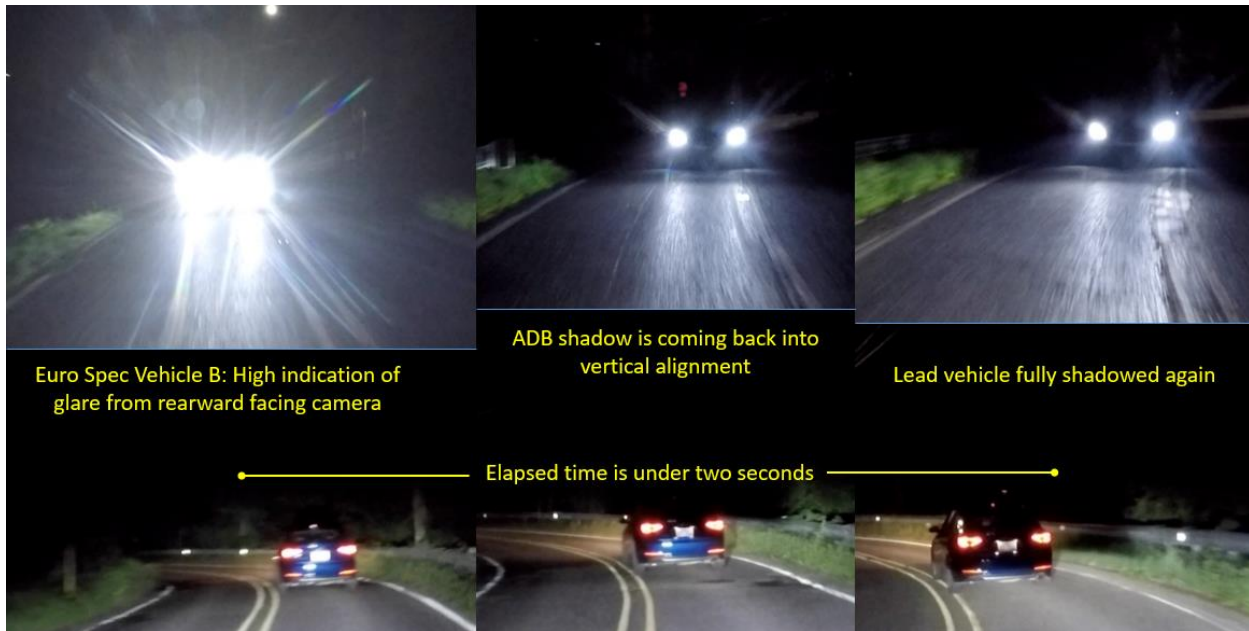 Euro Spec Vehicle B: High indication of
glare from rearward facing camera
ADB shadow is coming back into
vertical alignment
Lead vehicle fully shadowed again
Elapsed time is under two seconds